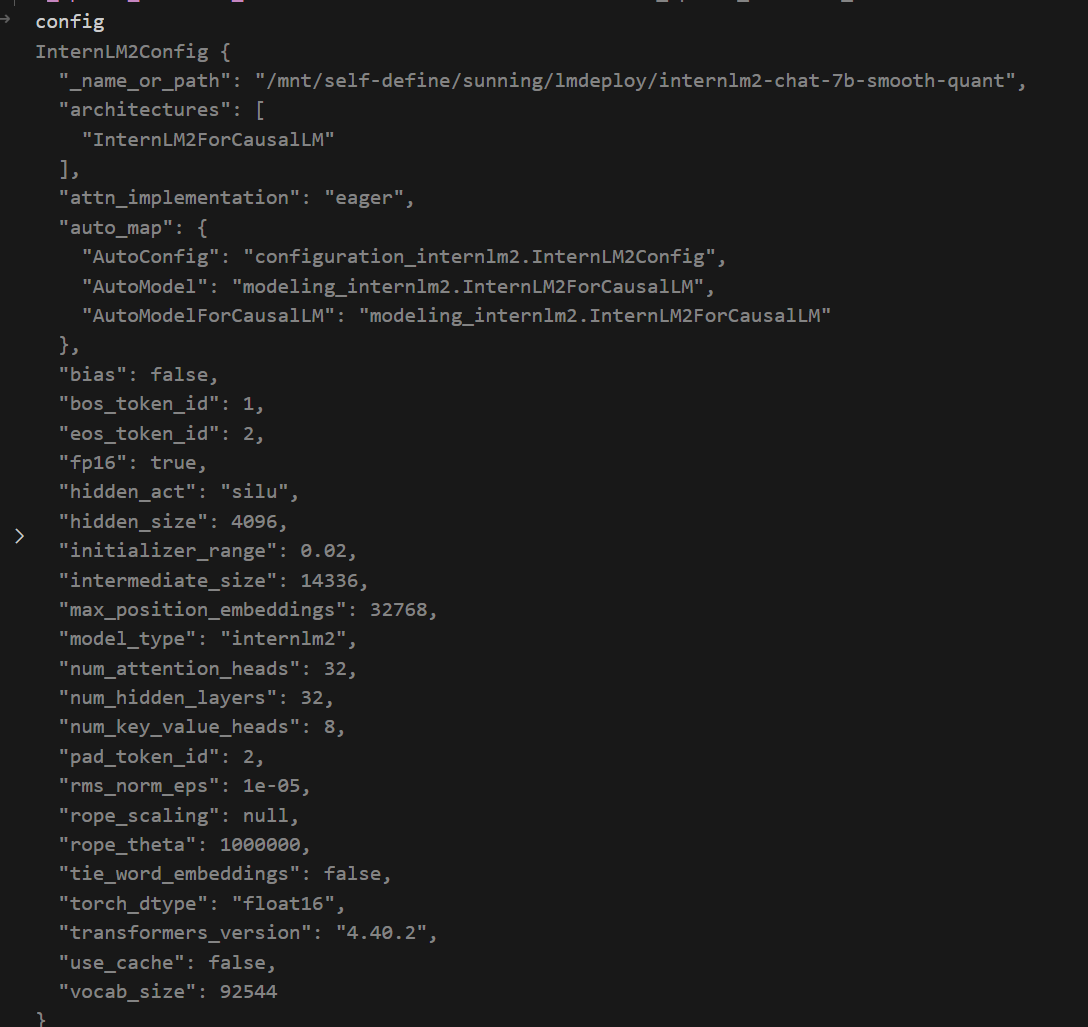 config
InternLM2Config {
  "_name_or_path": "/mnt/self-define/sunning/lmdeploy/internlm2-chat-7b-smooth-quant",
  "architectures": [
    "InternLM2ForCausalLM"
  ],
  "attn_implementation": "eager",
  "auto_map": {
    "AutoConfig": "configuration_internlm2.InternLM2Config",
    "AutoModel": "modeling_internlm2.InternLM2ForCausalLM",
    "AutoModelForCausalLM": "modeling_internlm2.InternLM2ForCausalLM"
  },
  "bias": false,
  "bos_token_id": 1,
  "eos_token_id": 2,
  "fp16": true,
  "hidden_act": "silu",
  "hidden_size": 4096,
  "initializer_range": 0.02,
  "intermediate_size": 14336,
  "max_position_embeddings": 32768,
  "model_type": "internlm2",
  "num_attention_heads": 32,
  "num_hidden_layers": 32,
  "num_key_value_heads": 8,
  "pad_token_id": 2,
  "rms_norm_eps": 1e-05,
  "rope_scaling": null,
  "rope_theta": 1000000,
  "tie_word_embeddings": false,
  "torch_dtype": "float16",
  "transformers_version": "4.40.2",
  "use_cache": false,
  "vocab_size": 92544
}